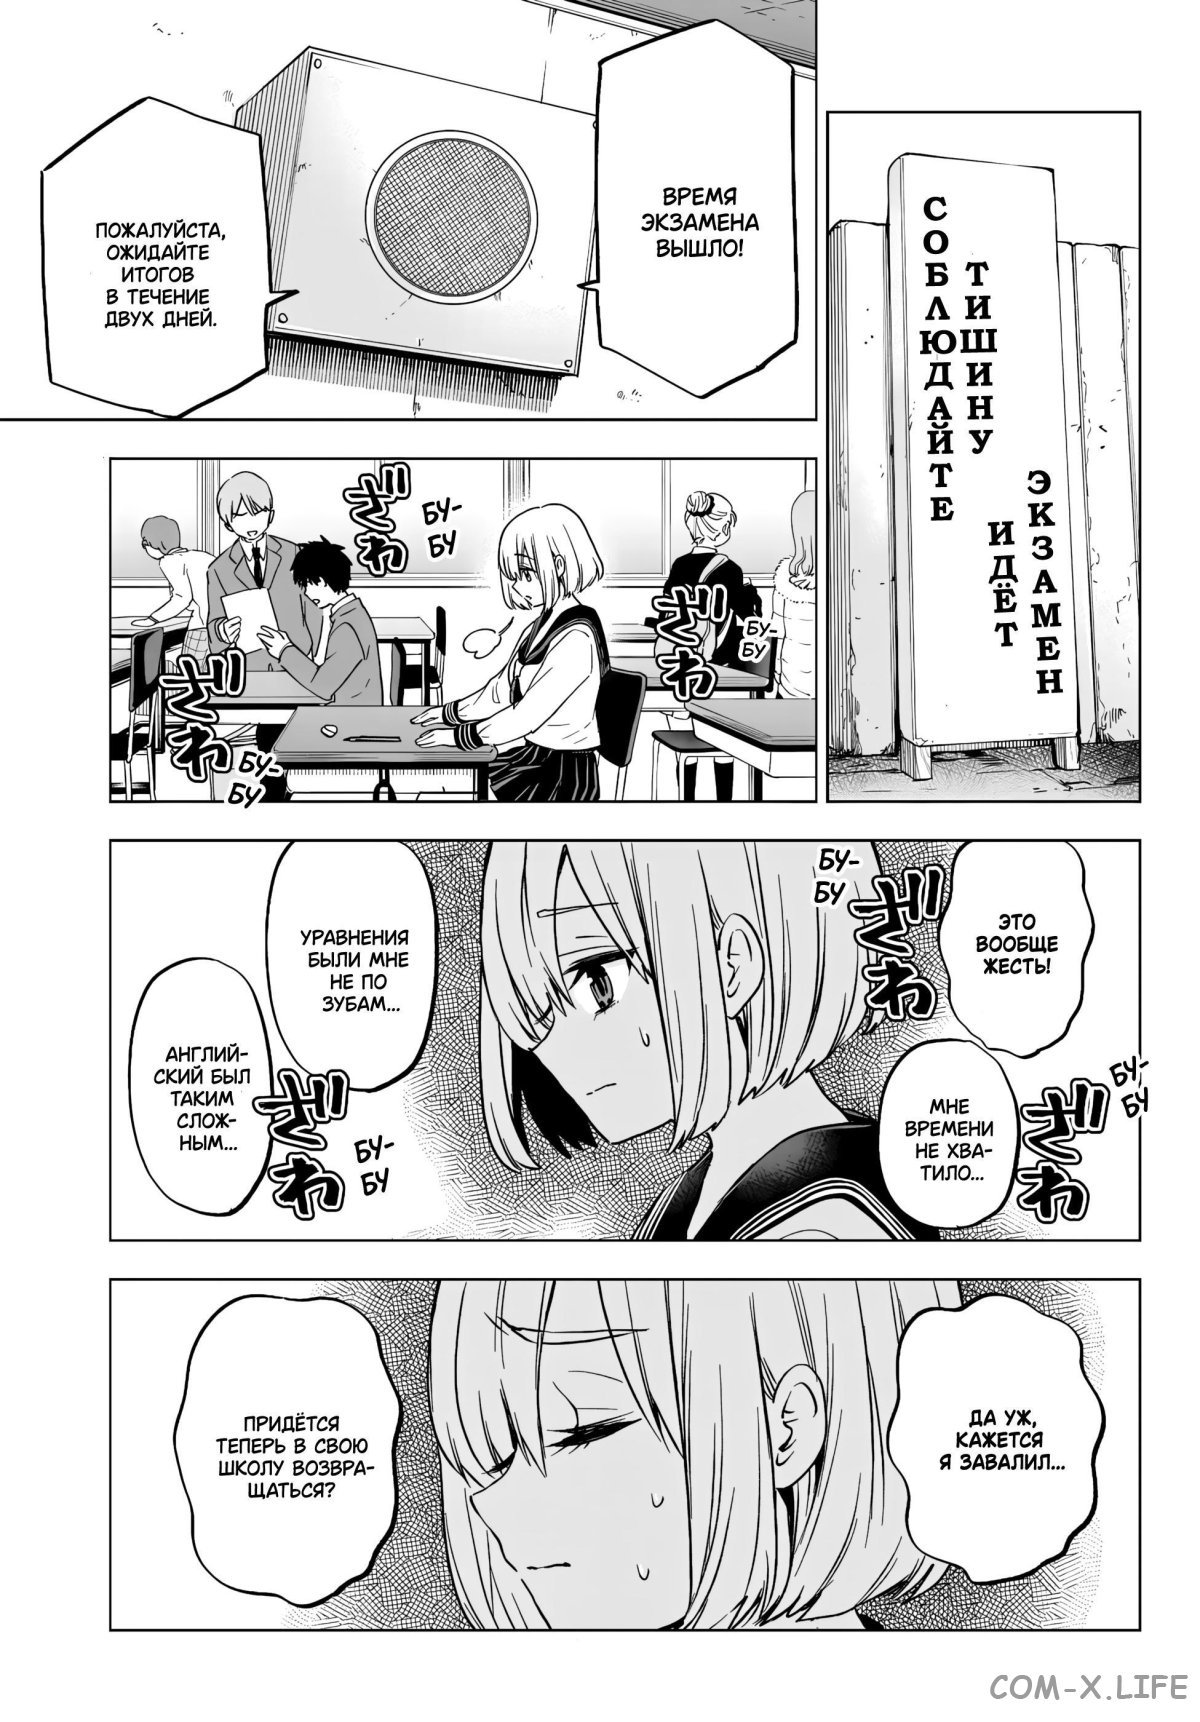 СОБЛЮДАЙТЕ
ТИШИНУ
ИДЁТ
ЭКЗАМЕН
ВРЕМЯ
ЭКЗАМЕНА
ВЫШЛО!
ПОЖАЛУЙСТА,
ОЖИДАЙТЕ
ИТОГОВ
В ТЕЧЕНИЕ
ДВУХ ДНЕЙ.
ざわ
БУ-
БУ
ざわ
БУ-
БУ
ざわ
БУ-
БУ
ЭТО
ВООБЩЕ
ЖЕСТЬ!
БУ-
БУ
ざわ
МНЕ
ВРЕМЕНИ
НЕ ХВА-
ТИЛО...
БУ-
БУ
ざわ
УРАВНЕНИЯ
БЫЛИ МНЕ
НЕ ПО
ЗУБАМ...
АНГЛИЙ-
СКИЙ БЫЛ
ТАКИМ
СЛОЖ-
НЫМ...
ざわ
БУ-
БУ
ДА УЖ,
КАЖЕТСЯ
Я ЗАВАЛИЛ...
ПРИДЁТСЯ
ТЕПЕРЬ В СВОЮ
ШКОЛУ ВОЗВРА-
ЩАТЬСЯ?
COM-X.LIFE